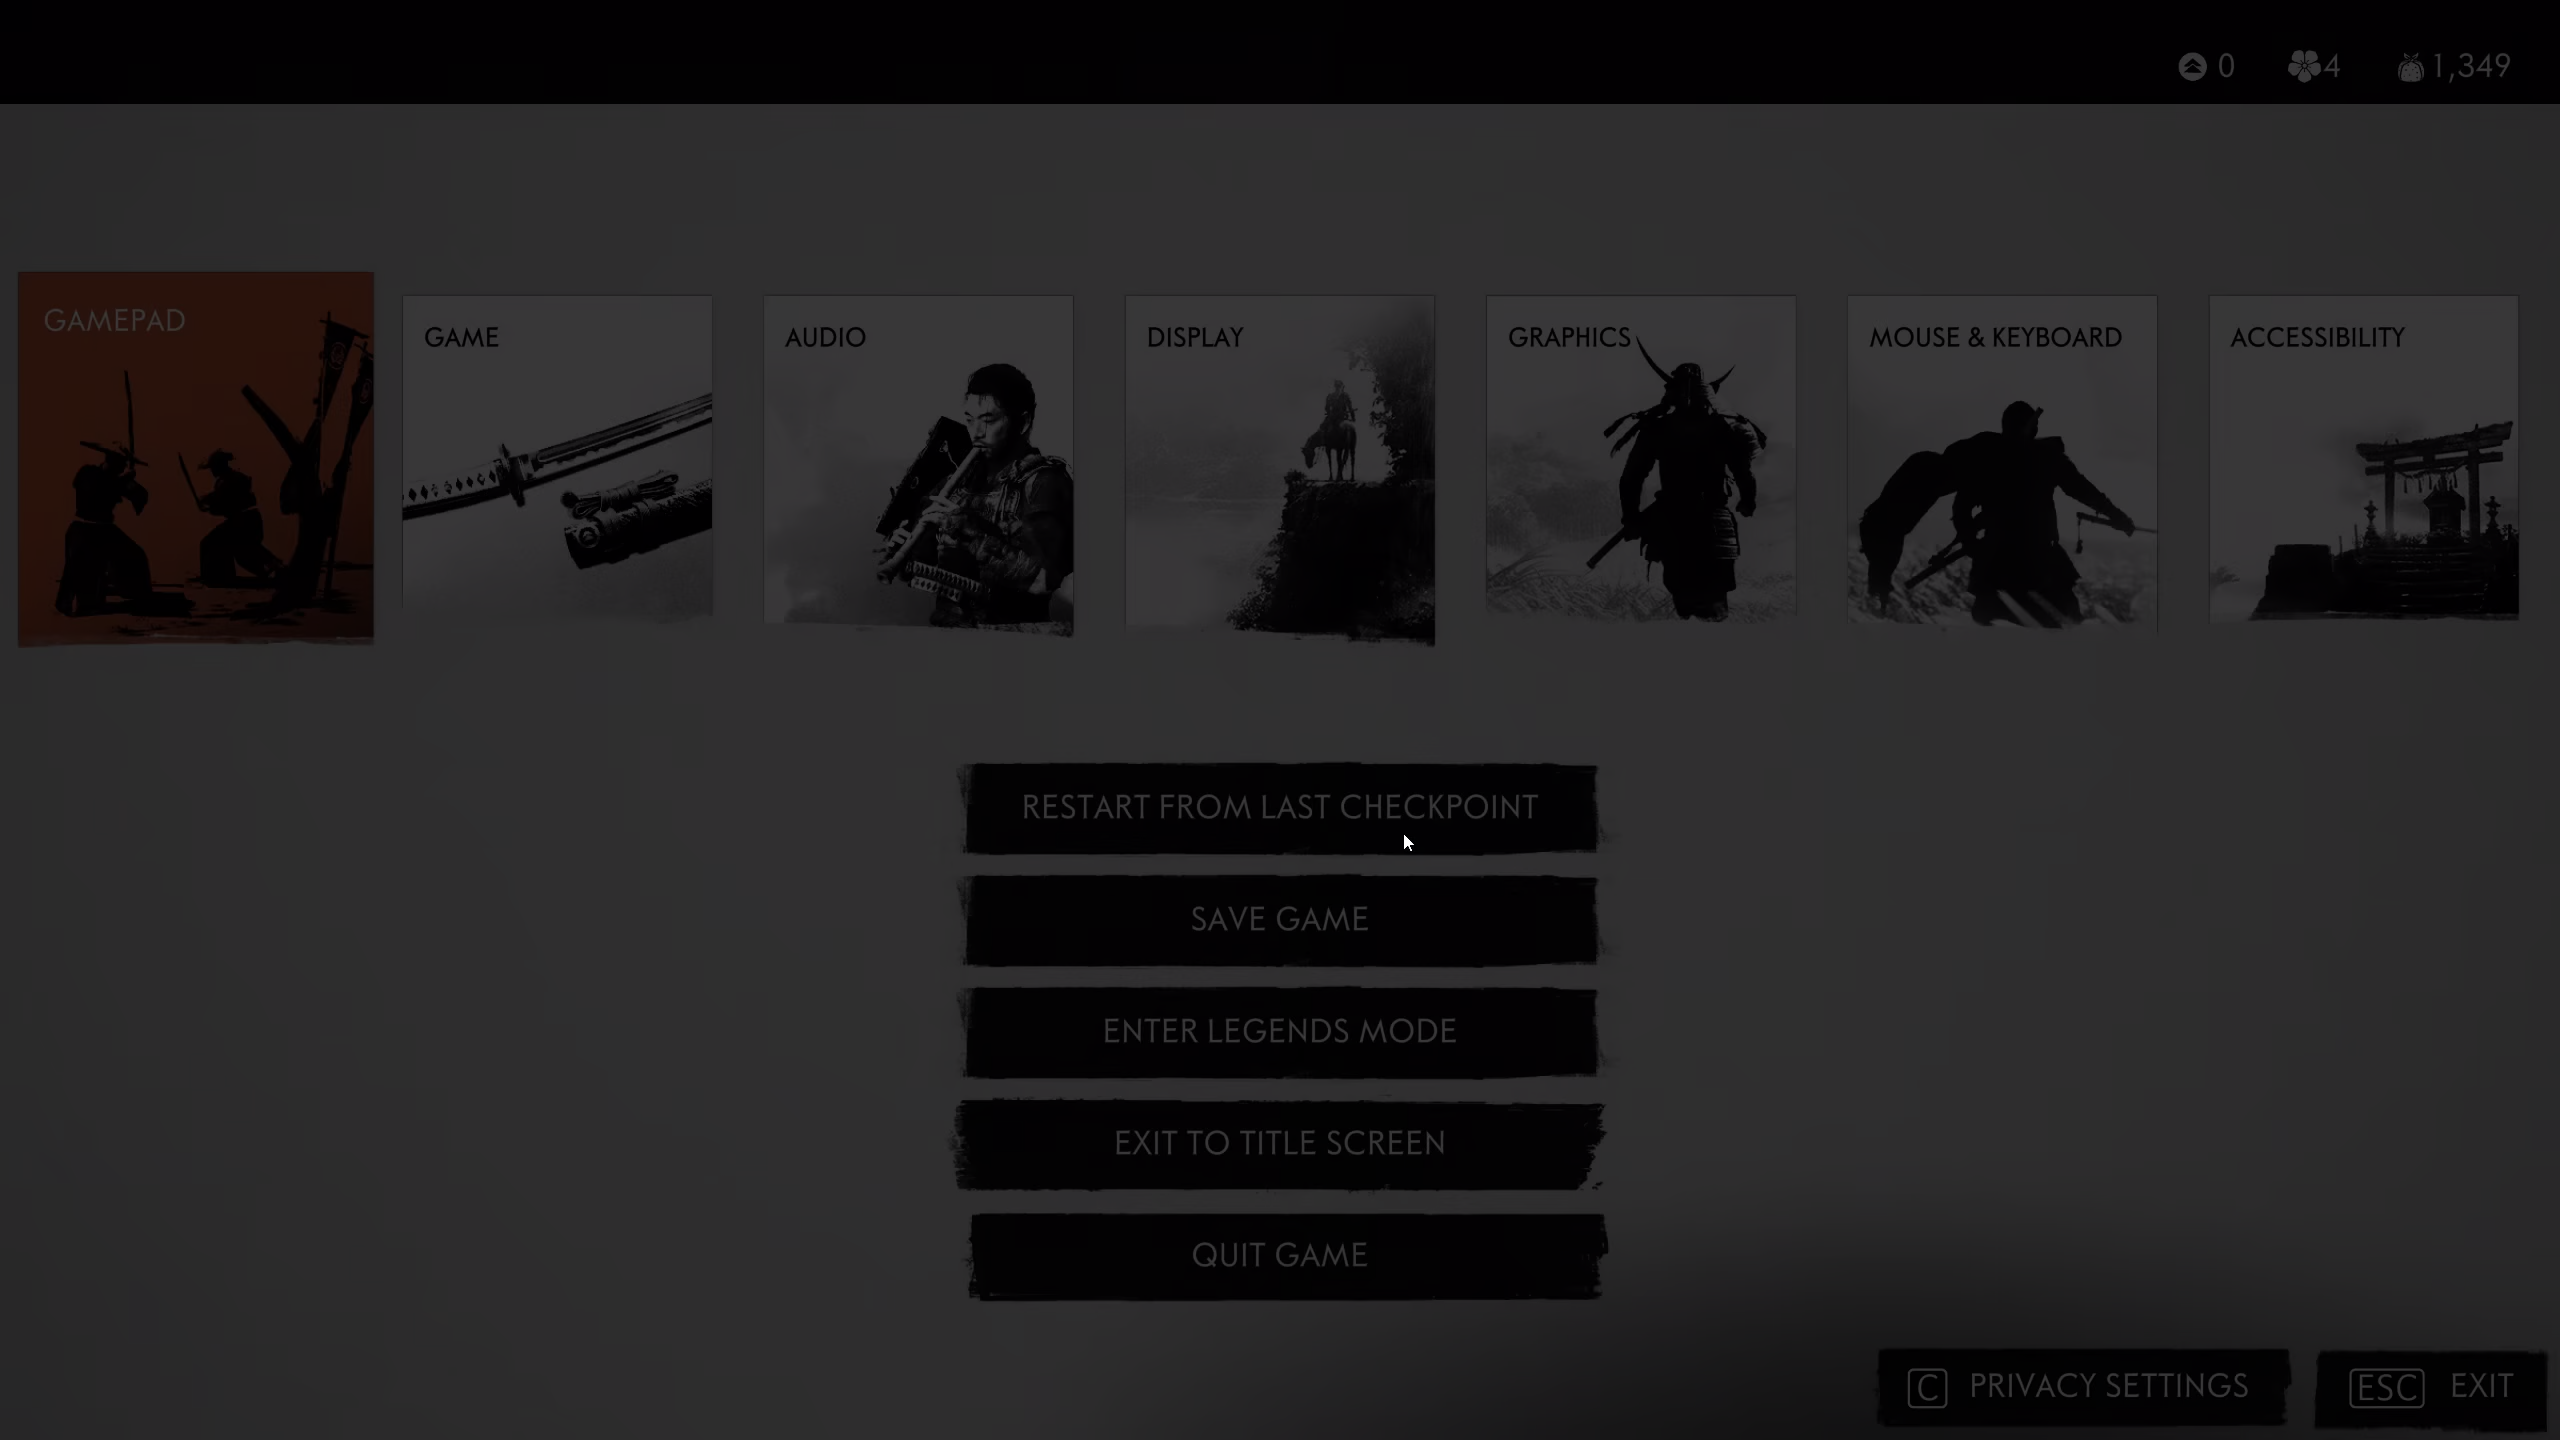 0 4 1,349
GAMEPAD
GAME
AUDIO
DISPLAY
GRAPHICS
MOUSE & KEYBOARD
ACCESSIBILITY
RESTART FROM LAST CHECKPOINT
SAVE GAME
ENTER LEGENDS MODE
EXIT TO TITLE SCREEN
QUIT GAME
C PRIVACY SETTINGS
ESC EXIT